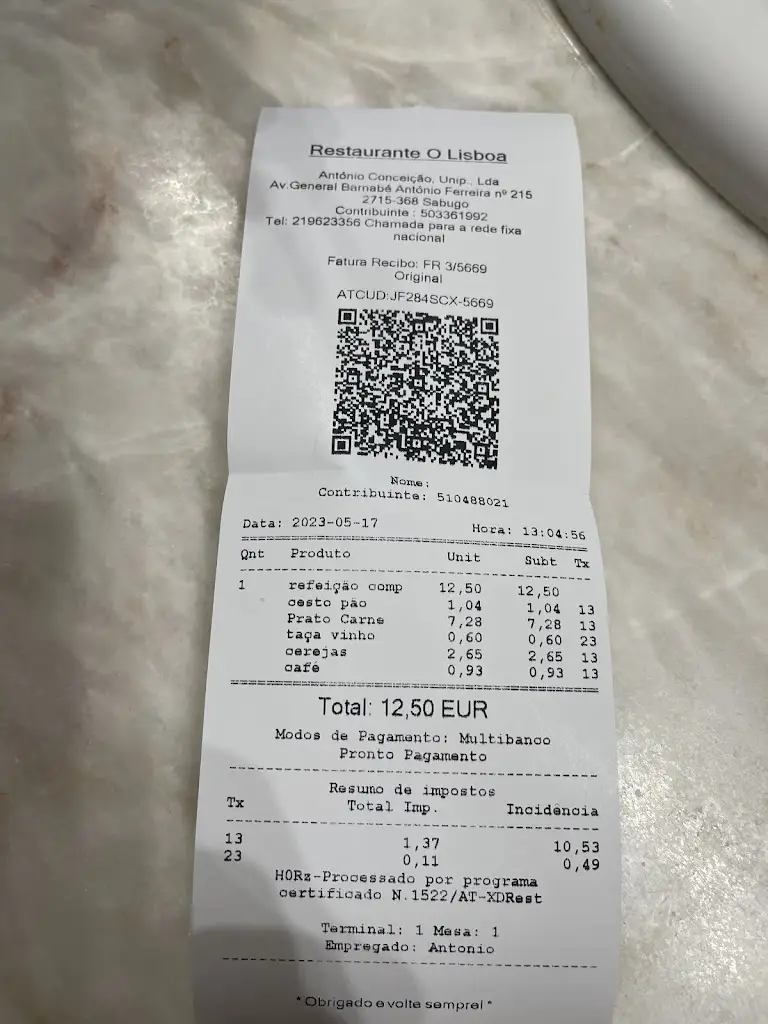 Restaurante O Lisboa
António Conceição, Unip., Lda
Av.General Barnabé António Ferreira nº 215
2715-368 Sabugo
Contribuinte : 503361992
Tel: 219623356 Chamada para a rede fixa
nacional
Fatura Recibo: FR 3/5669
Original
ATCUD:JF284SCX-5669
Nome:
Contribuinte: 510488021
Data: 2023-05-17 Hora: 13:04:56
Qnt Produto Unit Subt Tx
1 refeição comp 12,50 12,50
cesto pão 1,04 1,04 13
Prato Carne 7,28 7,28 13
taça vinho 0,60 0,60 23
cerejas 2,65 2,65 13
café 0,93 0,93 13
Total: 12,50 EUR
Modos de Pagamento: Multibanco
Pronto Pagamento
Resumo de impostos
Tx Total Imp. Incidência
13 1,37 10,53
23 0,11 0,49
H0Rz-Processado por programa
certificado N.1522/AT-XDRest
Terminal: 1 Mesa: 1
Empregado: Antonio
* Obrigado e volte sempre! *